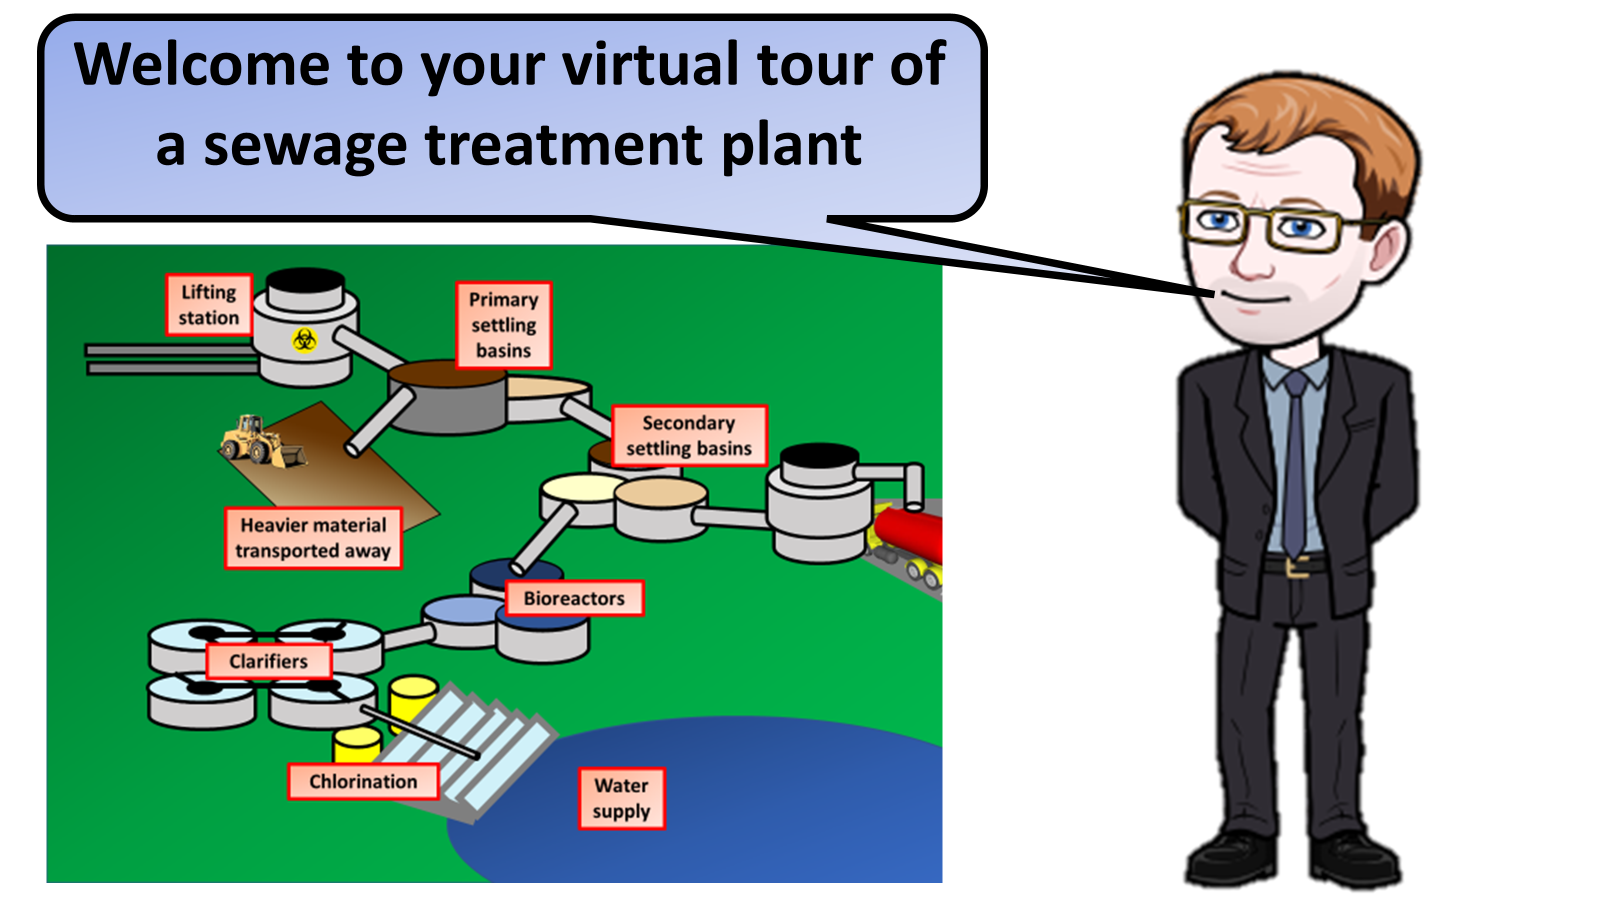 Welcome to your virtual tour of
a sewage treatment plant
Lifting
station
Primary
settling
basins
Secondary
settling basins
Heavier material
transported away
Bioreactors
Clarifiers
Chlorination
Water
supply